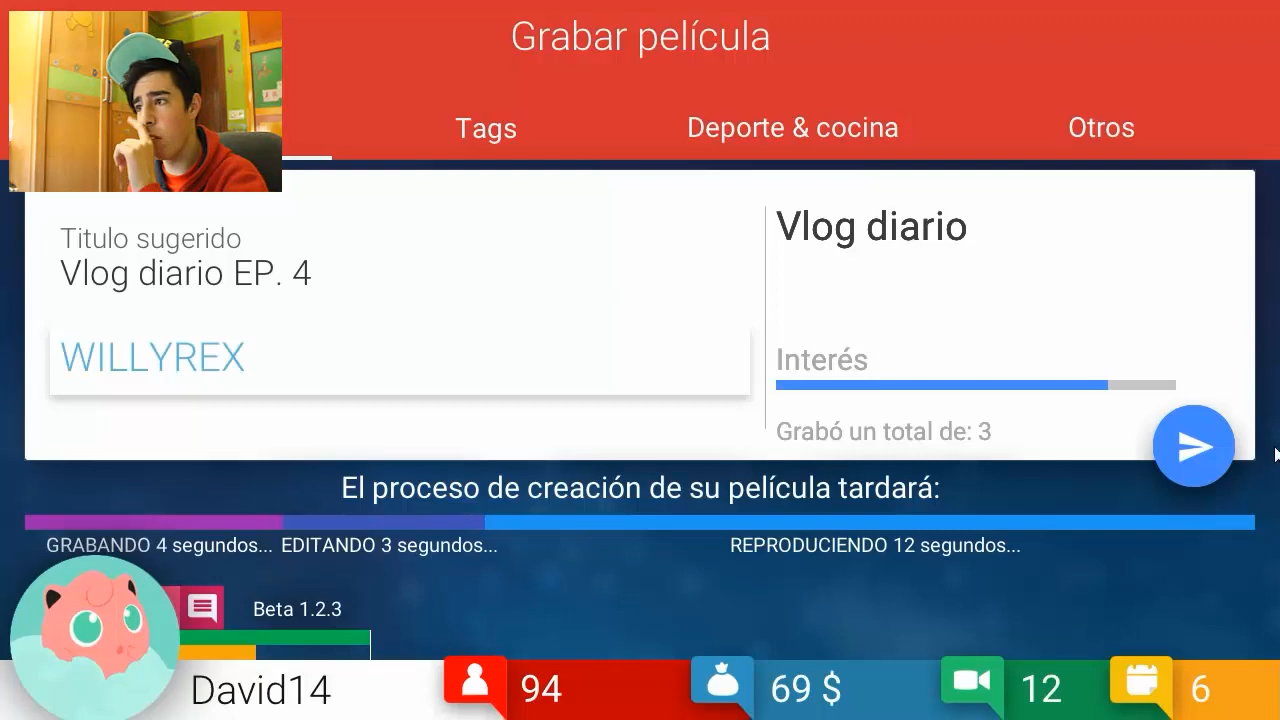 Grabar película
Tags
Deporte & cocina
Otros
Titulo sugerido
Vlog diario EP. 4
WILLYREX
Vlog diario
Interés
Grabó un total de: 3
El proceso de creación de su película tardará:
GRABANDO 4 segundos...
EDITANDO 3 segundos...
REPRODUCIENDO 12 segundos...
Beta 1.2.3
David14
94
69 $
12
6